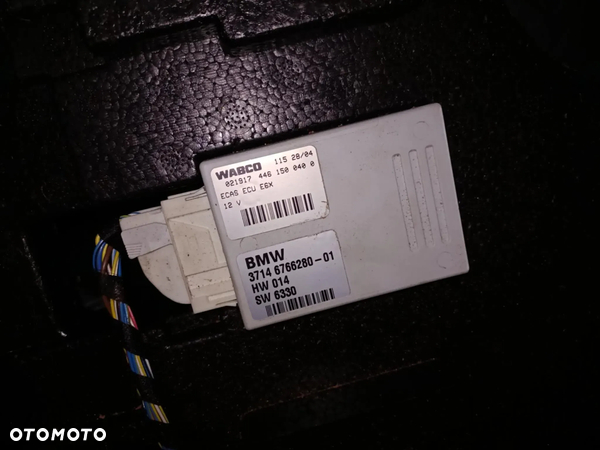 WABCO 115 28/04
021917 446 150 040 0
ECAS ECU E6X
12 V
BMW
3714 6766280-01
HW 014
SW 6330
OTOMOTO